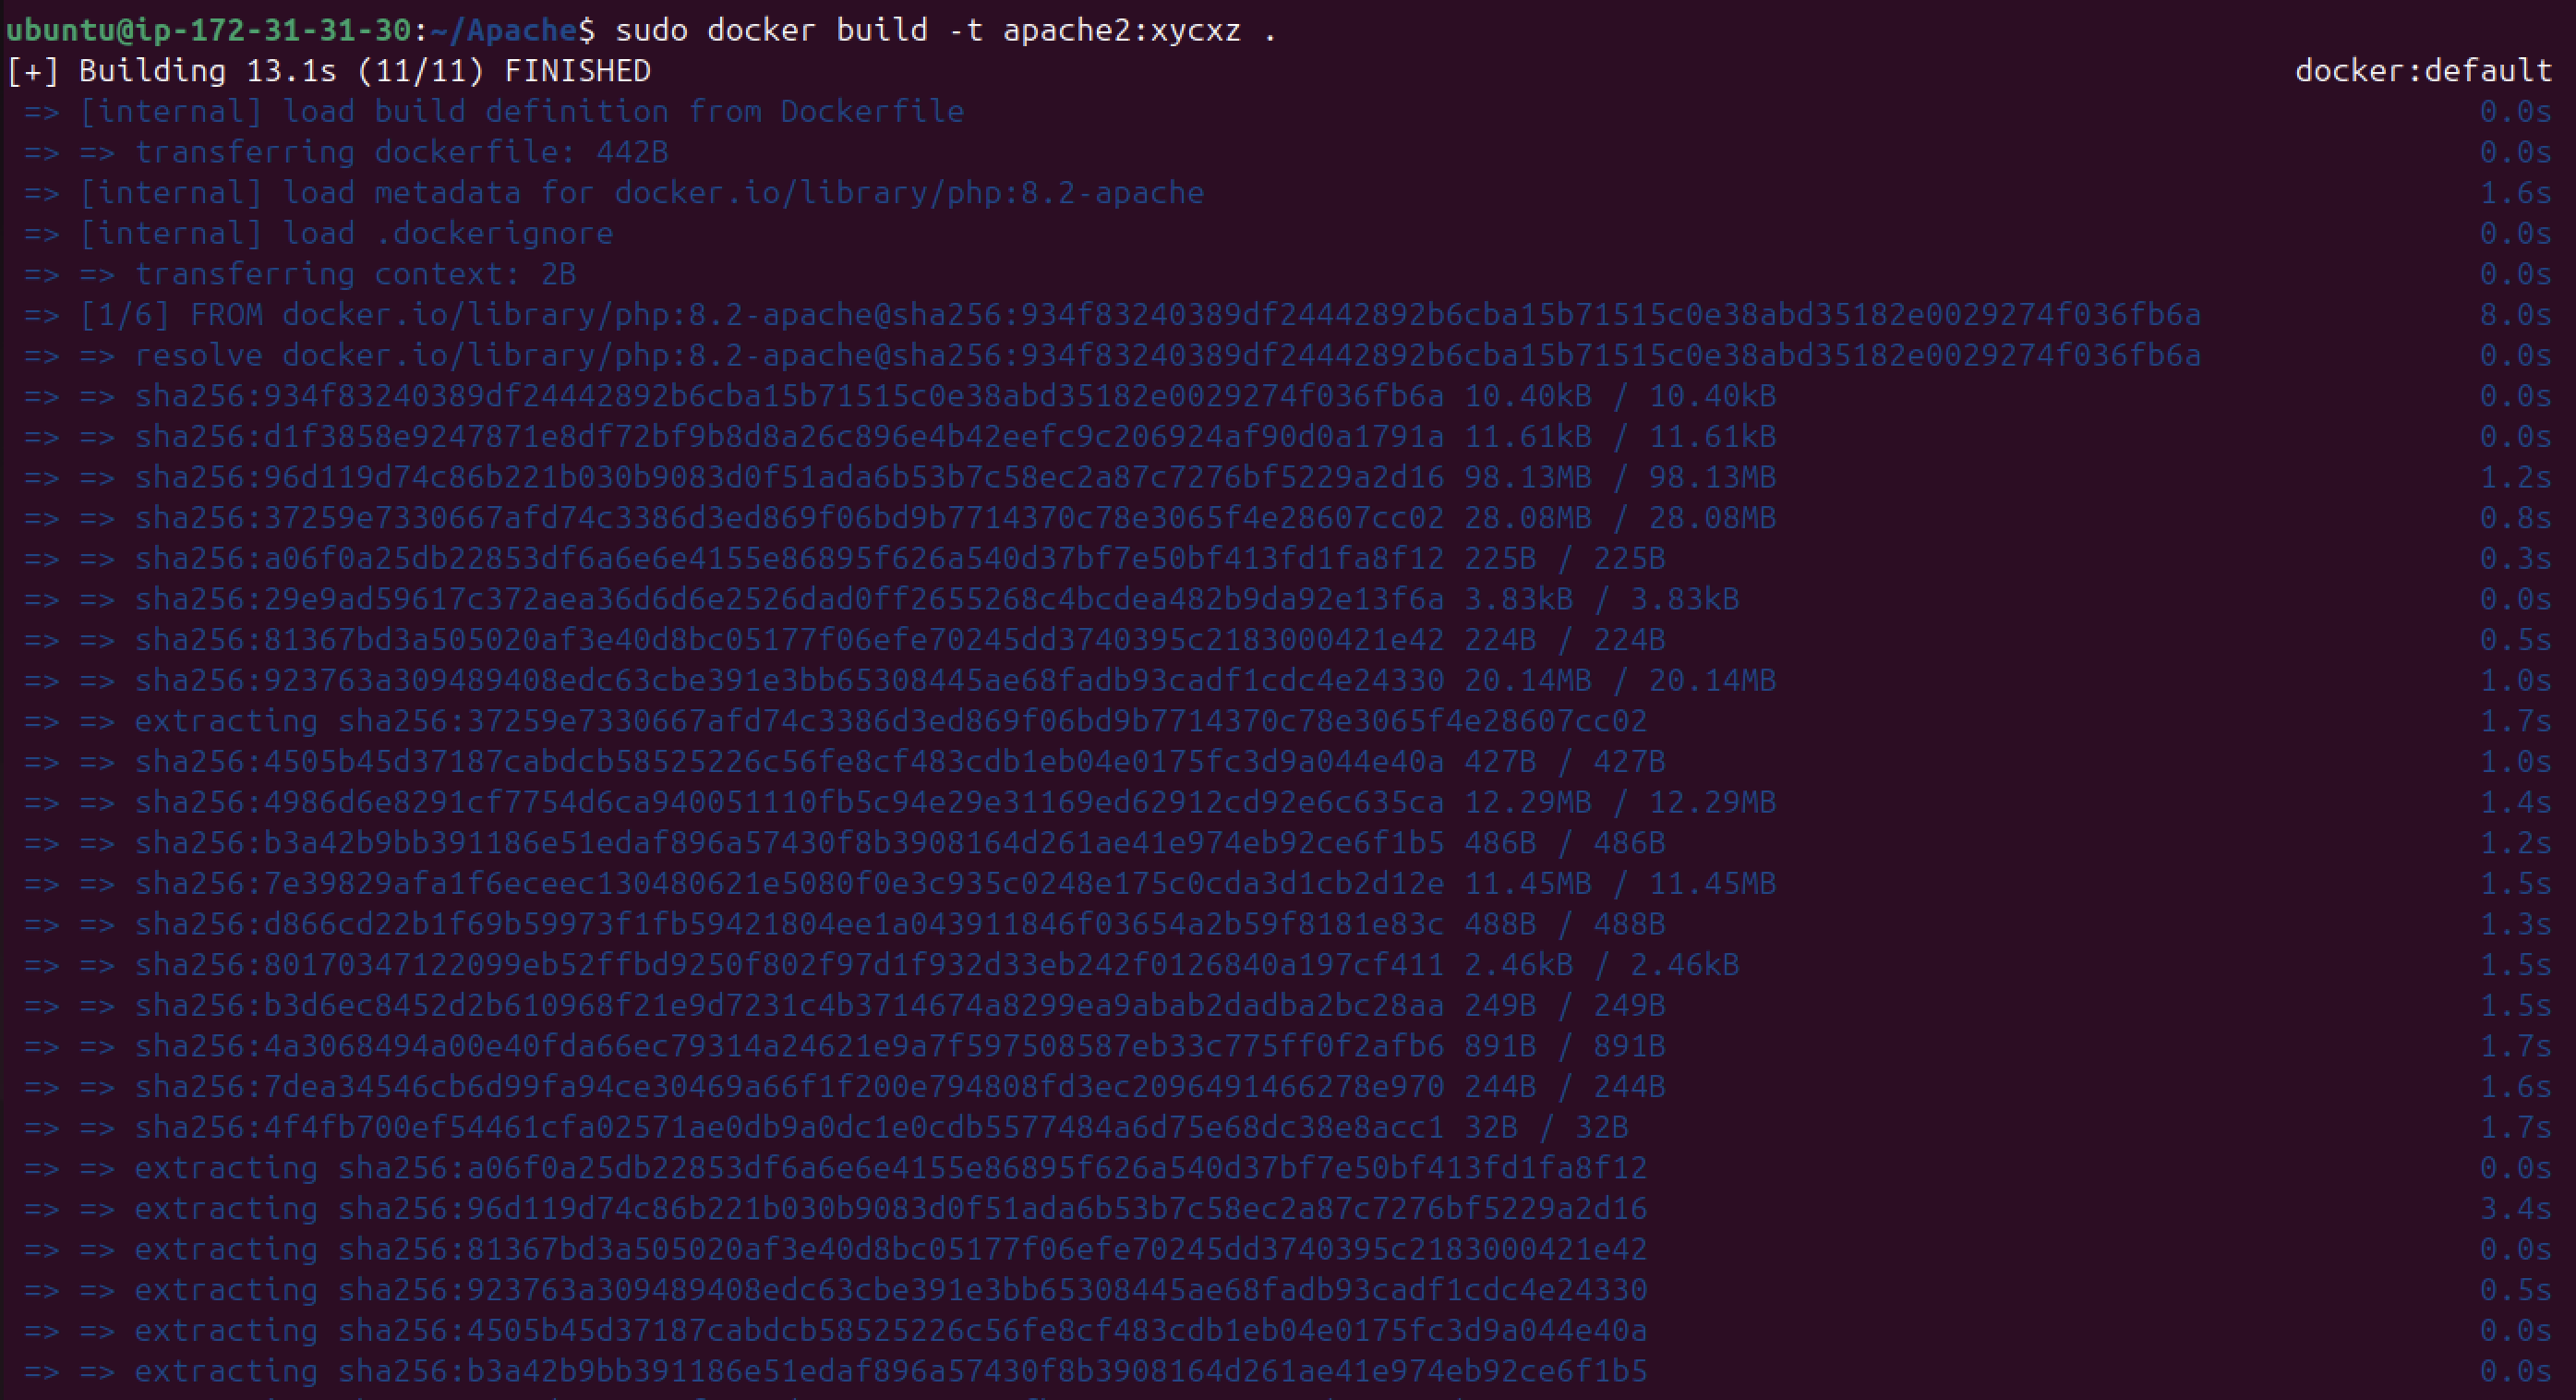 ubuntu@ip-172-31-31-30:~/Apache$ sudo docker build -t apache2:xycxz .
[+] Building 13.1s (11/11) FINISHED docker:default
=> [internal] load build definition from Dockerfile 0.0s
=> => transferring dockerfile: 442B 0.0s
=> [internal] load metadata for docker.io/library/php:8.2-apache 1.6s
=> [internal] load .dockerignore 0.0s
=> => transferring context: 2B 0.0s
=> [1/6] FROM docker.io/library/php:8.2-apache@sha256:934f83240389df24442892b6cba15b71515c0e38abd35182e0029274f036fb6a 8.0s
=> => resolve docker.io/library/php:8.2-apache@sha256:934f83240389df24442892b6cba15b71515c0e38abd35182e0029274f036fb6a 0.0s
=> => sha256:934f83240389df24442892b6cba15b71515c0e38abd35182e0029274f036fb6a 10.40kB / 10.40kB 0.0s
=> => sha256:d1f3858e9247871e8df72bf9b8d8a26c896e4b42eefc9c206924af90d0a1791a 11.61kB / 11.61kB 0.0s
=> => sha256:96d119d74c86b221b030b9083d0f51ada6b53b7c58ec2a87c7276bf5229a2d16 98.13MB / 98.13MB 1.2s
=> => sha256:37259e7330667afd74c3386d3ed869f06bd9b7714370c78e3065f4e28607cc02 28.08MB / 28.08MB 0.8s
=> => sha256:a06f0a25db22853df6a6e6e4155e86895f626a540d37bf7e50bf413fd1fa8f12 225B / 225B 0.3s
=> => sha256:29e9ad59617c372aea36d6d6e2526dad0ff2655268c4bcdea482b9da92e13f6a 3.83kB / 3.83kB 0.0s
=> => sha256:81367bd3a505020af3e40d8bc05177f06efe70245dd3740395c2183000421e42 224B / 224B 0.5s
=> => sha256:923763a309489408edc63cbe391e3bb65308445ae68fadb93cadf1cdc4e24330 20.14MB / 20.14MB 1.0s
=> => extracting sha256:37259e7330667afd74c3386d3ed869f06bd9b7714370c78e3065f4e28607cc02 1.7s
=> => sha256:4505b45d37187cabdcb58525226c56fe8cf483cdb1eb04e0175fc3d9a044e40a 427B / 427B 1.0s
=> => sha256:4986d6e8291cf7754d6ca940051110fb5c94e29e31169ed62912cd92e6c635ca 12.29MB / 12.29MB 1.4s
=> => sha256:b3a42b9bb391186e51edaf896a57430f8b3908164d261ae41e974eb92ce6f1b5 486B / 486B 1.2s
=> => sha256:7e39829afa1f6eceec130480621e5080f0e3c935c0248e175c0cda3d1cb2d12e 11.45MB / 11.45MB 1.5s
=> => sha256:d866cd22b1f69b59973f1fb59421804ee1a043911846f03654a2b59f8181e83c 488B / 488B 1.3s
=> => sha256:80170347122099eb52ffbd9250f802f97d1f932d33eb242f0126840a197cf411 2.46kB / 2.46kB 1.5s
=> => sha256:b3d6ec8452d2b610968f21e9d7231c4b3714674a8299ea9abab2dadba2bc28aa 249B / 249B 1.5s
=> => sha256:4a3068494a00e40fda66ec79314a24621e9a7f597508587eb33c775ff0f2afb6 891B / 891B 1.7s
=> => sha256:7dea34546cb6d99fa94ce30469a66f1f200e794808fd3ec2096491466278e970 244B / 244B 1.6s
=> => sha256:4f4fb700ef54461cfa02571ae0db9a0dc1e0cdb5577484a6d75e68dc38e8acc1 32B / 32B 1.7s
=> => extracting sha256:a06f0a25db22853df6a6e6e4155e86895f626a540d37bf7e50bf413fd1fa8f12 0.0s
=> => extracting sha256:96d119d74c86b221b030b9083d0f51ada6b53b7c58ec2a87c7276bf5229a2d16 3.4s
=> => extracting sha256:81367bd3a505020af3e40d8bc05177f06efe70245dd3740395c2183000421e42 0.0s
=> => extracting sha256:923763a309489408edc63cbe391e3bb65308445ae68fadb93cadf1cdc4e24330 0.5s
=> => extracting sha256:4505b45d37187cabdcb58525226c56fe8cf483cdb1eb04e0175fc3d9a044e40a 0.0s
=> => extracting sha256:b3a42b9bb391186e51edaf896a57430f8b3908164d261ae41e974eb92ce6f1b5 0.0s